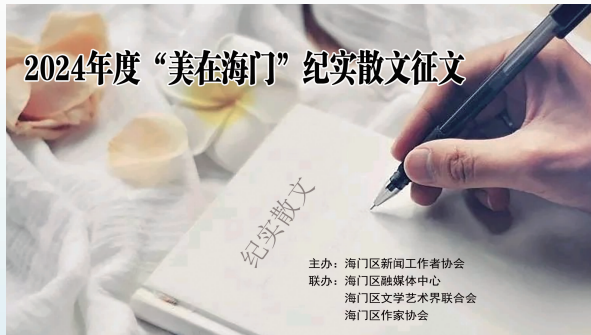 2024年度“美在海门”纪实散文征文
纪实散文
主办：海门区新闻工作者协会
联办：海门区融媒体中心
海门区文学艺术界联合会
海门区作家协会